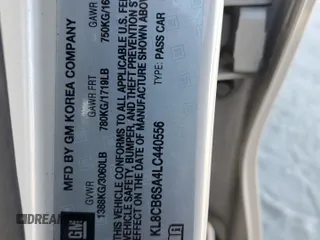 MFD BY GM KOREA COMPANY
GVWR GAWR FRT GAWR
1388KG/3060LB 780KG/1719LB 750KG/16
THIS VEHICLE CONFORMS TO ALL APPLICABLE U.S. FE
VEHICLE SAFETY, BUMPER, AND THEFT PREVENTION S
EFFECT ON THE DATE OF MANUFACTURE SHOWN ABOV
KL8CB6SA4LC440556 TYPE: PASS CAR
GM